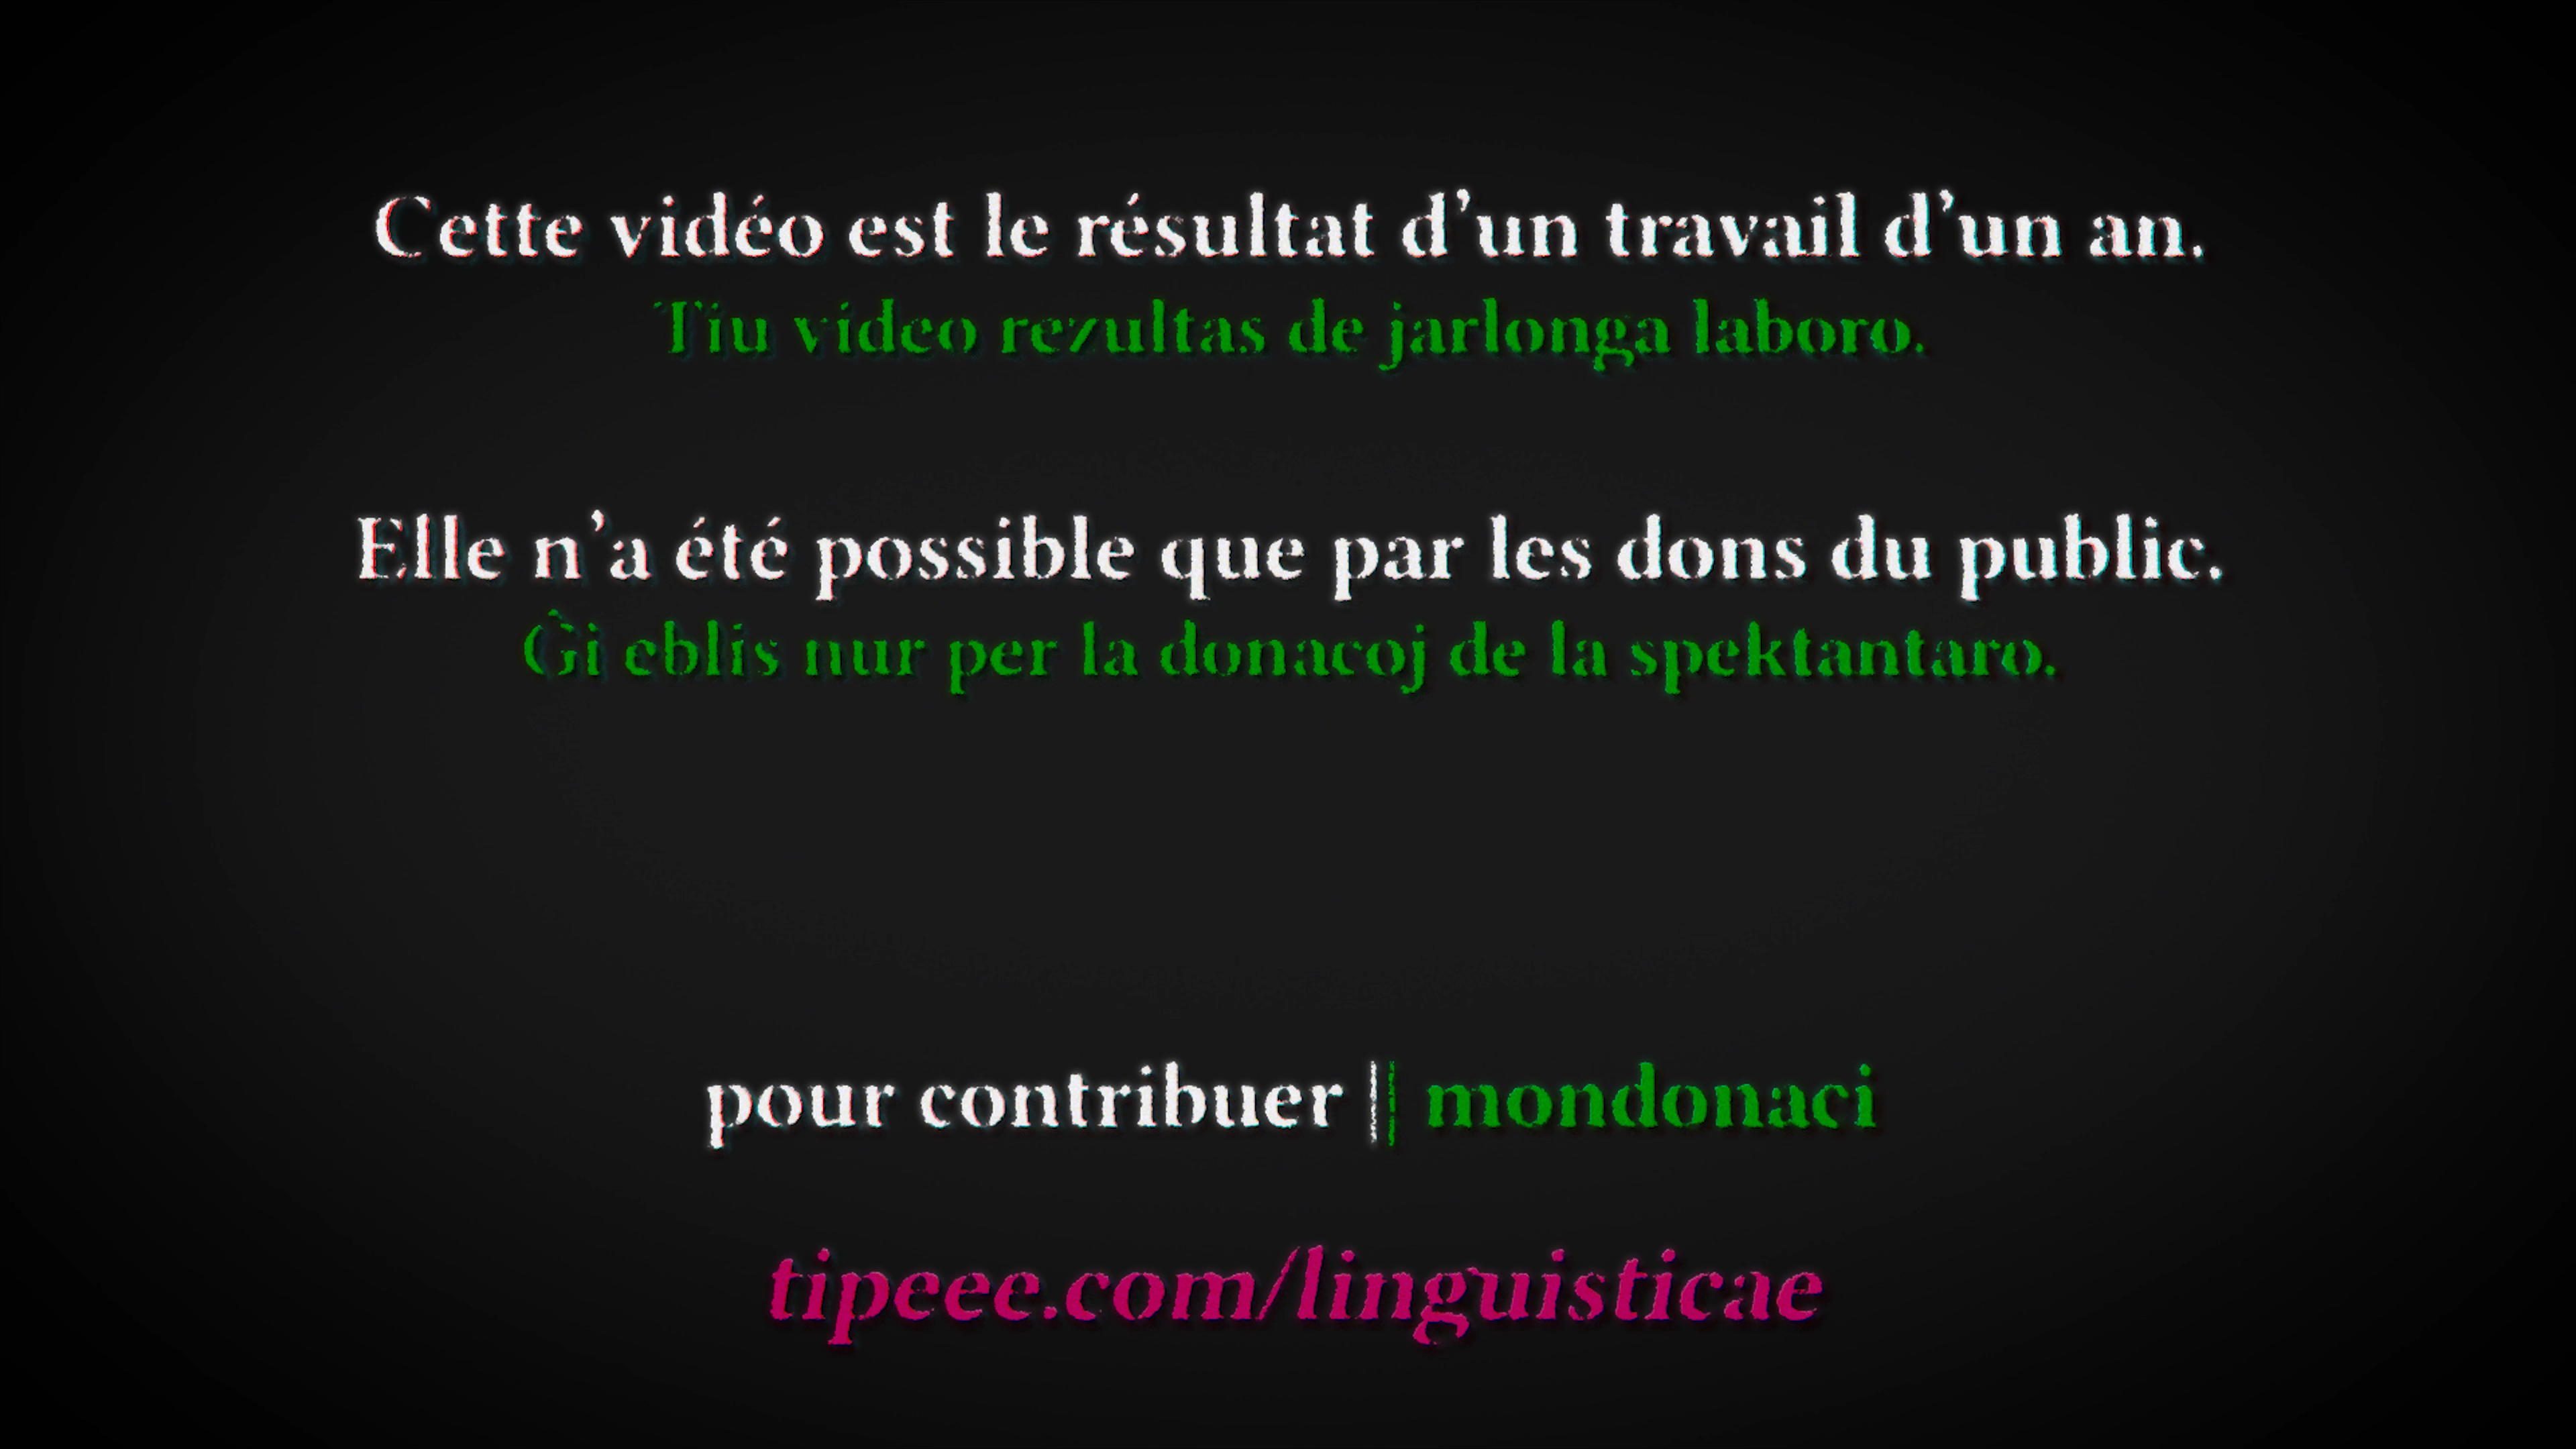 Cette vidéo est le résultat d’un travail d’un an.
Tiu video rezultas de jarlonga laboro.
Elle n’a été possible que par les dons du public.
Ĝi eblis nur per la donacoj de la spektantaro.
pour contribuer || mondonaci
tipeee.com/linguisticae